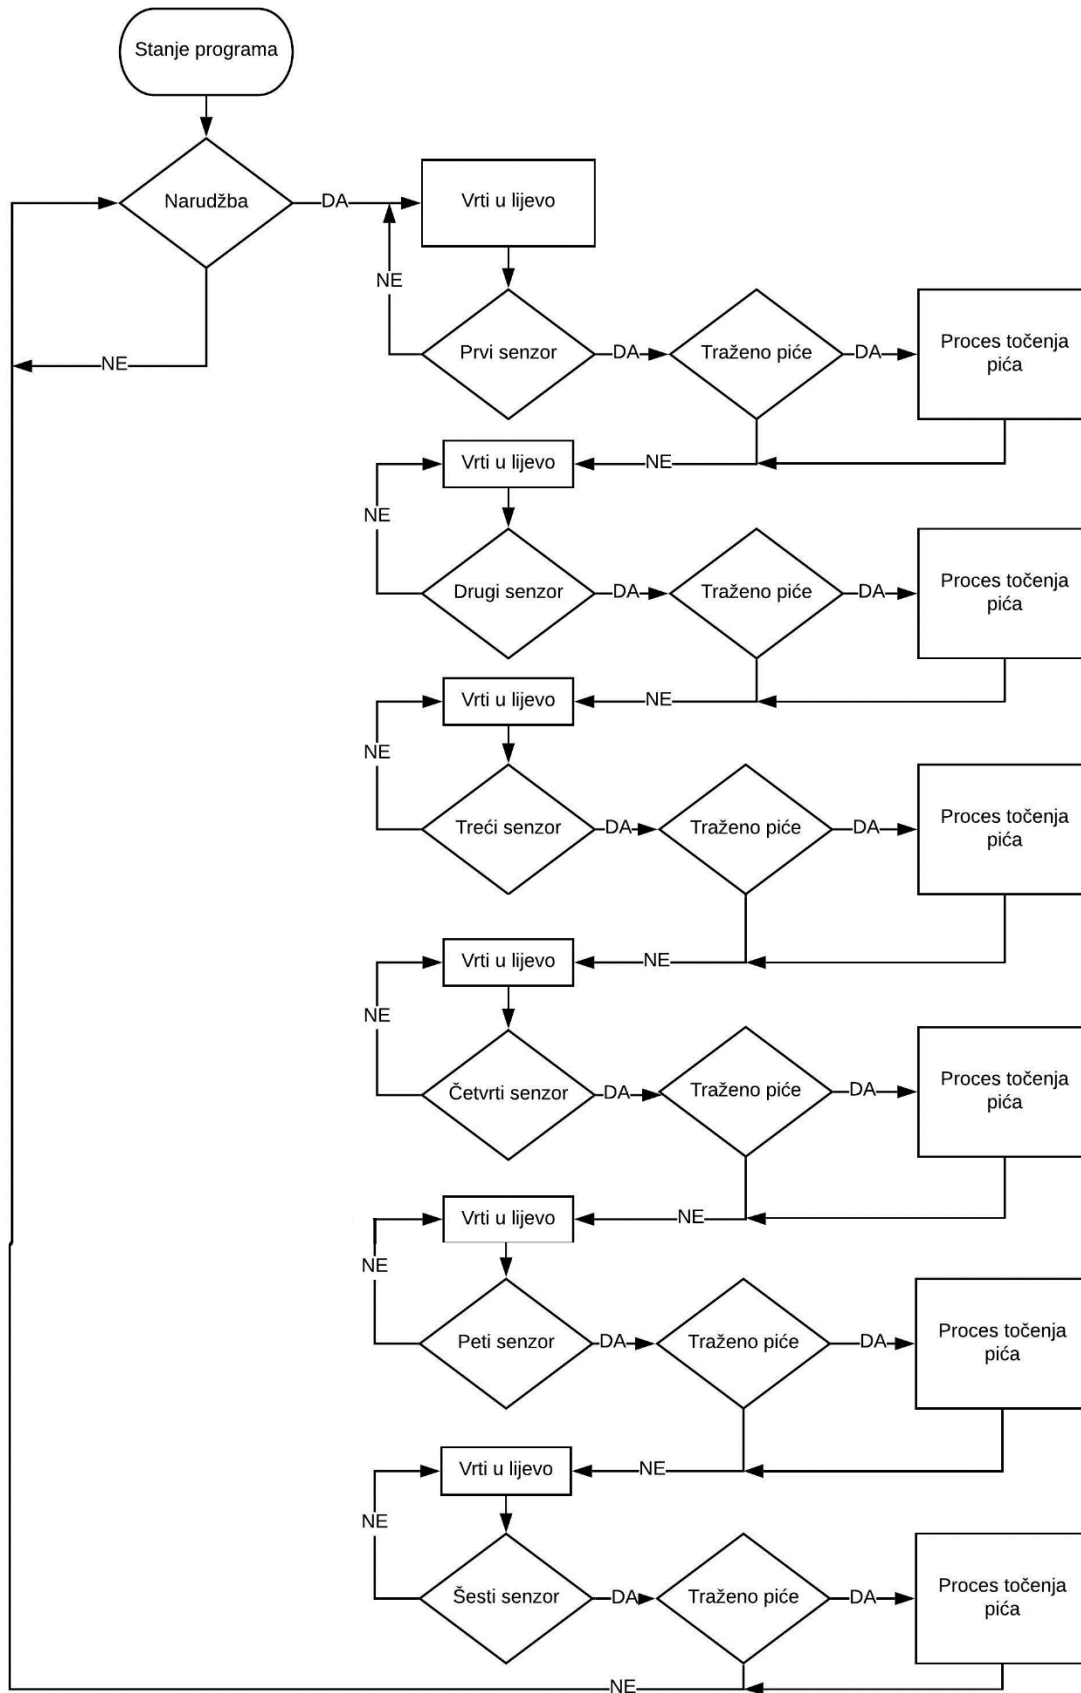 Stanje programa
Narudžba
DA
Vrti u lijevo
NE
NE
Prvi senzor
DA
Traženo piće
DA
Proces točenja
pića
Vrti u lijevo
NE
NE
Drugi senzor
DA
Traženo piće
DA
Proces točenja
pića
Vrti u lijevo
NE
NE
Treći senzor
DA
Traženo piće
DA
Proces točenja
pića
Vrti u lijevo
NE
NE
Četvrti senzor
DA
Traženo piće
DA
Proces točenja
pića
Vrti u lijevo
NE
NE
Peti senzor
DA
Traženo piće
DA
Proces točenja
pića
Vrti u lijevo
NE
NE
Šesti senzor
DA
Traženo piće
DA
Proces točenja
pića
NE